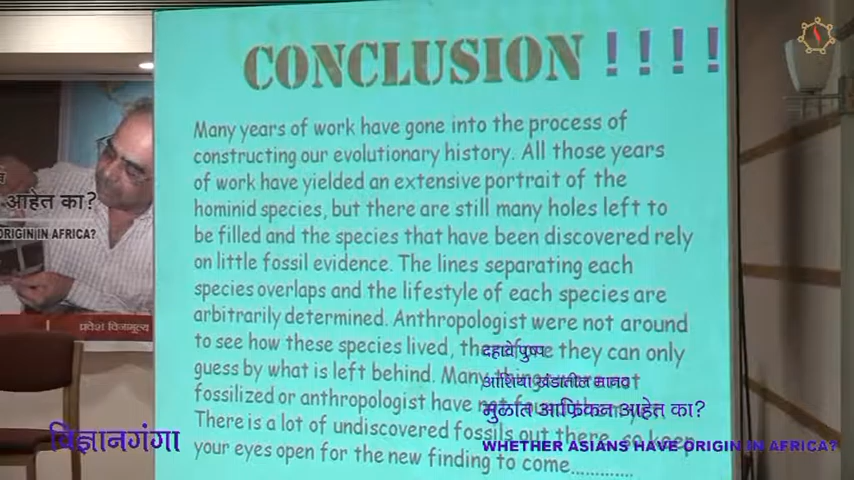 CONCLUSION ! ! ! !
Many years of work have gone into the process of
constructing our evolutionary history. All those years
of work have yielded an extensive portrait of the
hominid species, but there are still many holes left to
be filled and the species that have been discovered rely
on little fossil evidence. The lines separating each
species overlaps and the lifestyle of each species are
arbitrarily determined. Anthropologist were not around
to see how these species lived, they can only
guess by what is left behind. Many
fossilized or anthropologist have
There is a lot of undiscovered fossils out there, so keep
your eyes open for the new finding to come.............
आहेत का?
ORIGIN IN AFRICA?
प्रवेश विनामूल्य
विज्ञानगंगा
दहावे पुष्प
आशिया खंडातील मानव
मुळात आफ्रिकन आहेत का?
WHETHER ASIANS HAVE ORIGIN IN AFRICA?